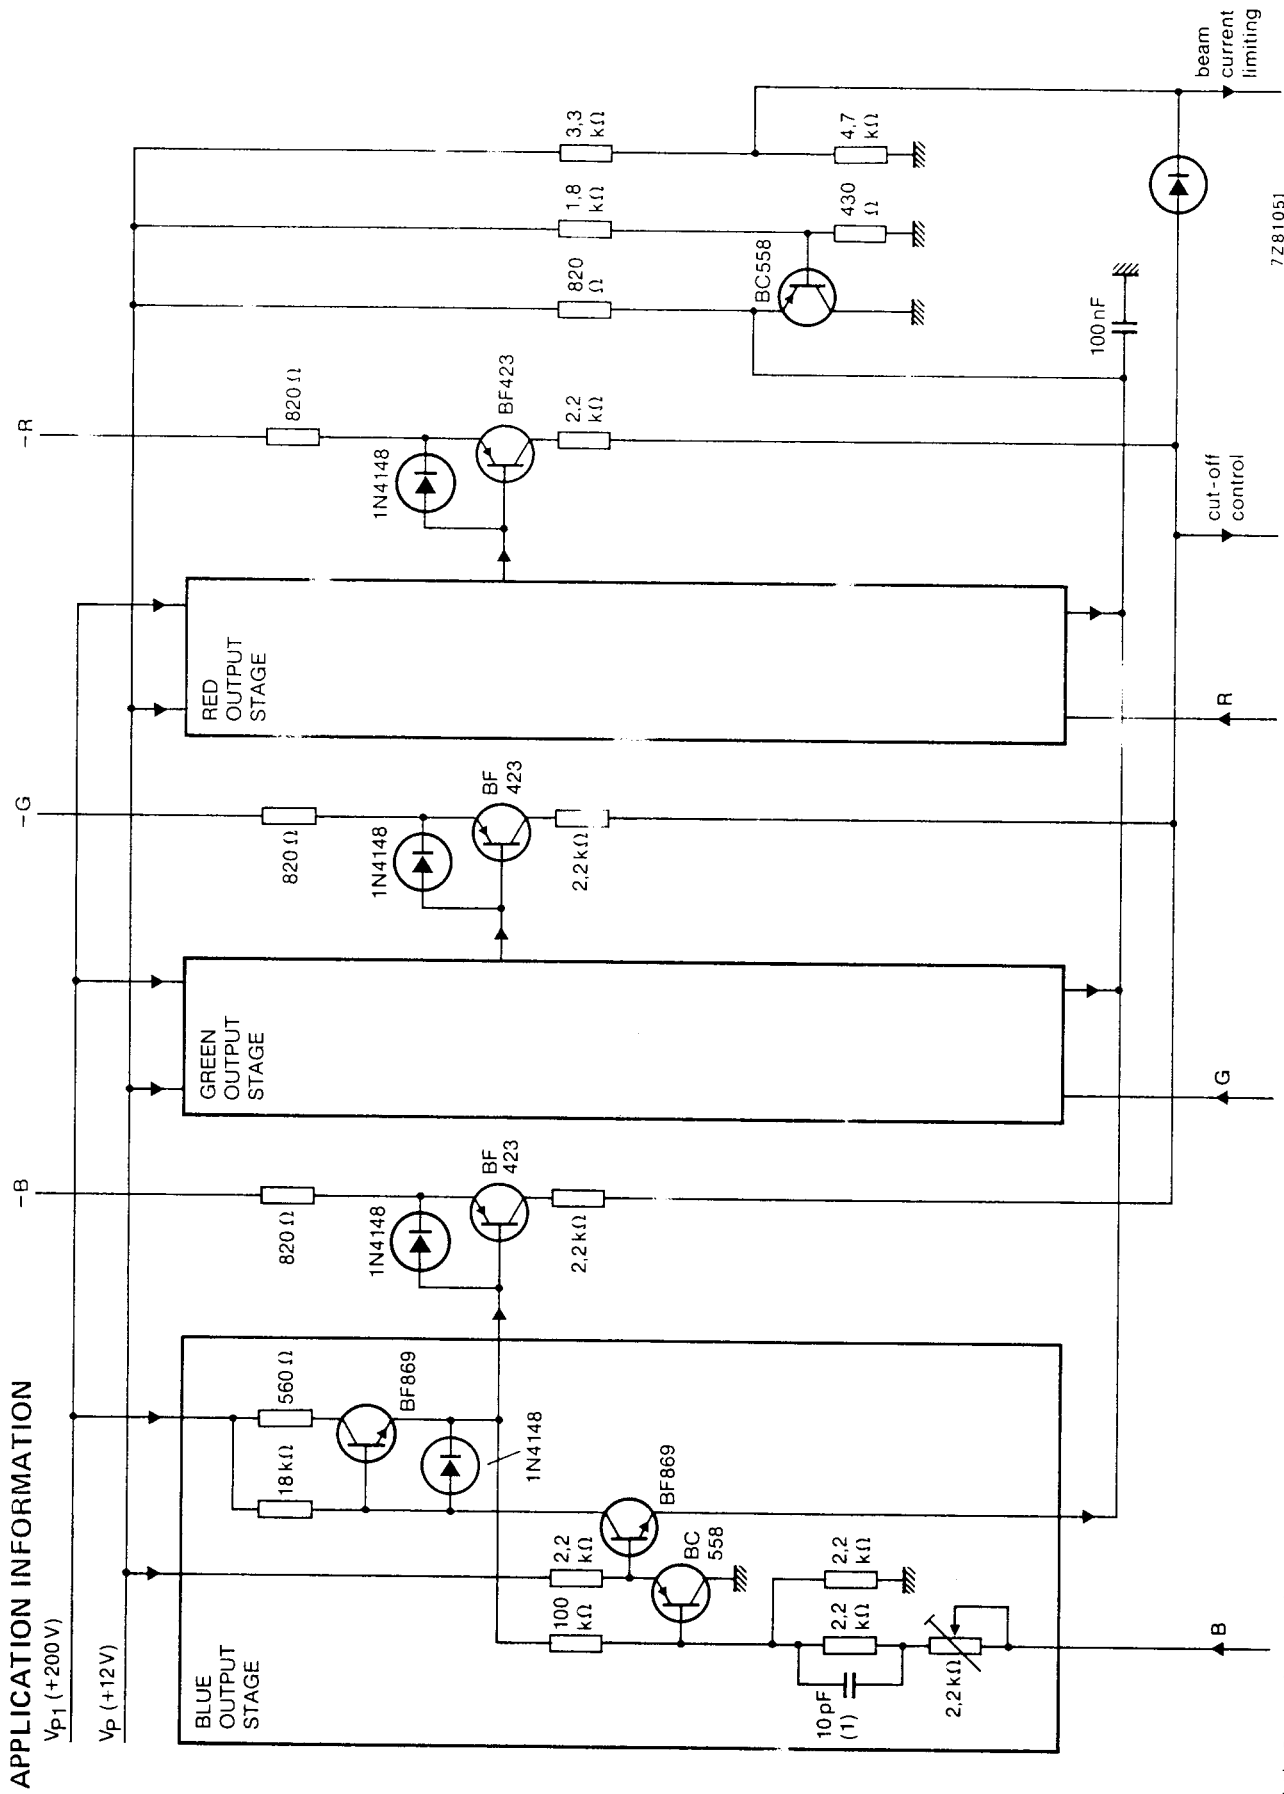 APPLICATION INFORMATION
VP1 (+200 V)
VP (+12 V)
–B
–G
–R
BLUE
OUTPUT
STAGE
18 kΩ
560 Ω
BF869
1N4148
2,2
kΩ
100
kΩ
BF869
BC
558
2,2
kΩ
2,2
kΩ
10 pF
(1)
2,2 kΩ
B
820 Ω
1N4148
BF
423
2,2 kΩ
GREEN
OUTPUT
STAGE
G
820 Ω
1N4148
BF
423
2,2 kΩ
RED
OUTPUT
STAGE
R
820 Ω
1N4148
BF423
2,2
kΩ
820
Ω
1,8
kΩ
3,3
kΩ
BC558
430
Ω
4,7
kΩ
100 nF
cut-off
control
beam
current
limiting
7Z81051